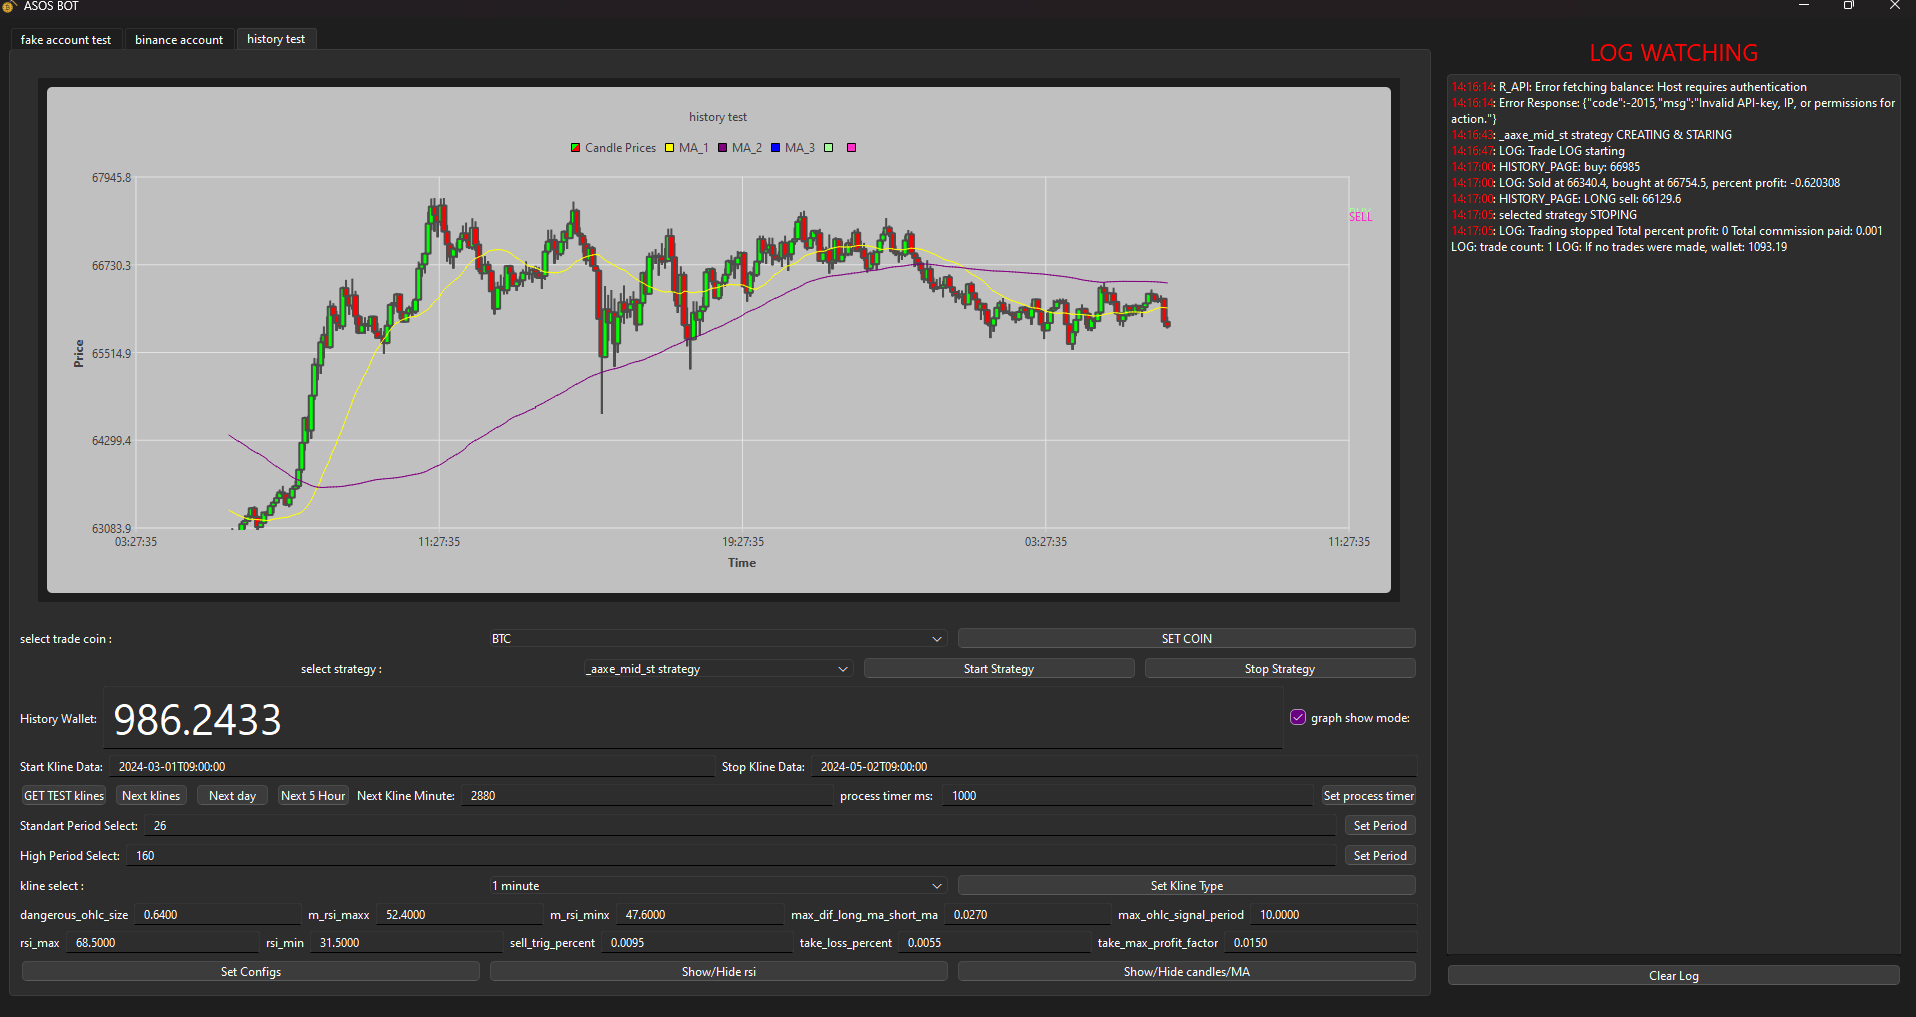 ASOS BOT
fake account test binance account history test
LOG WATCHING
14:16:14: R_API: Error fetching balance: Host requires authentication
14:16:14: Error Response: {"code":-2015,"msg":"Invalid API-key, IP, or permissions for
action."}
14:16:43: _aaxe_mid_st strategy CREATING & STARING
14:16:47: LOG: Trade LOG starting
14:17:00: HISTORY_PAGE: buy: 66985
14:17:00: LOG: Sold at 66340.4, bought at 66754.5, percent profit: -0.620308
14:17:00: HISTORY_PAGE: LONG sell: 66129.6
14:17:05: selected strategy STOPING
14:17:05: LOG: Trading stopped Total percent profit: 0 Total commission paid: 0.001
LOG: trade count: 1 LOG: If no trades were made, wallet: 1093.19
history test
Candle Prices MA_1 MA_2 MA_3
67945.8
SELL
66730.3
65514.9
Price
64299.4
63083.9
03:27:35 11:27:35 19:27:35 03:27:35 11:27:35
Time
select trade coin : BTC SET COIN
select strategy : _aaxe_mid_st strategy Start Strategy Stop Strategy
History Wallet: 986.2433 graph show mode:
Start Kline Data: 2024-03-01T09:00:00 Stop Kline Data: 2024-05-02T09:00:00
GET TEST klines Next klines Next day Next 5 Hour Next Kline Minute: 2880 process timer ms: 1000 Set process timer
Standart Period Select: 26 Set Period
High Period Select: 160 Set Period
kline select : 1 minute Set Kline Type
dangerous_ohlc_size 0.6400 m_rsi_maxx 52.4000 m_rsi_minx 47.6000 max_dif_long_ma_short_ma 0.0270 max_ohlc_signal_period 10.0000
rsi_max 68.5000 rsi_min 31.5000 sell_trig_percent 0.0095 take_loss_percent 0.0055 take_max_profit_factor 0.0150
Set Configs Show/Hide rsi Show/Hide candles/MA
Clear Log